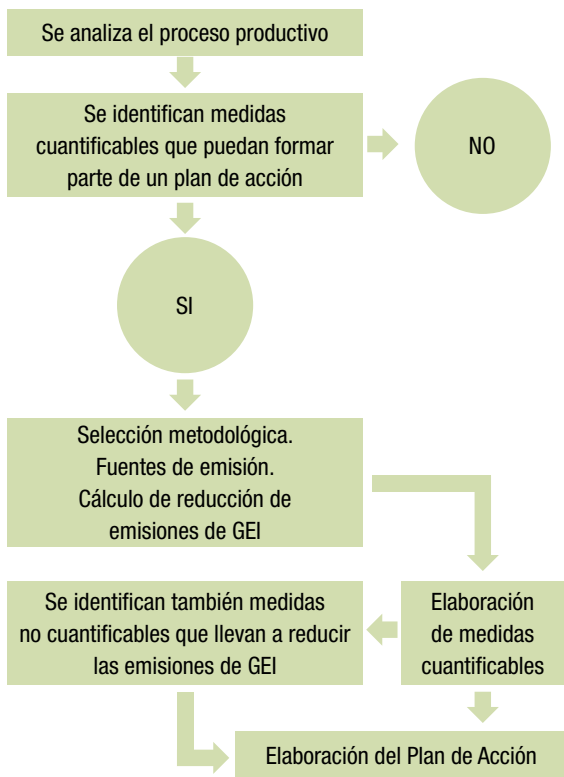 Se analiza el proceso productivo
Se identifican medidas
cuantificables que puedan formar
parte de un plan de acción
NO
SI
Selección metodológica.
Fuentes de emisión.
Cálculo de reducción de
emisiones de GEI
Se identifican también medidas
no cuantificables que llevan a reducir
las emisiones de GEI
Elaboración
de medidas
cuantificables
Elaboración del Plan de Acción